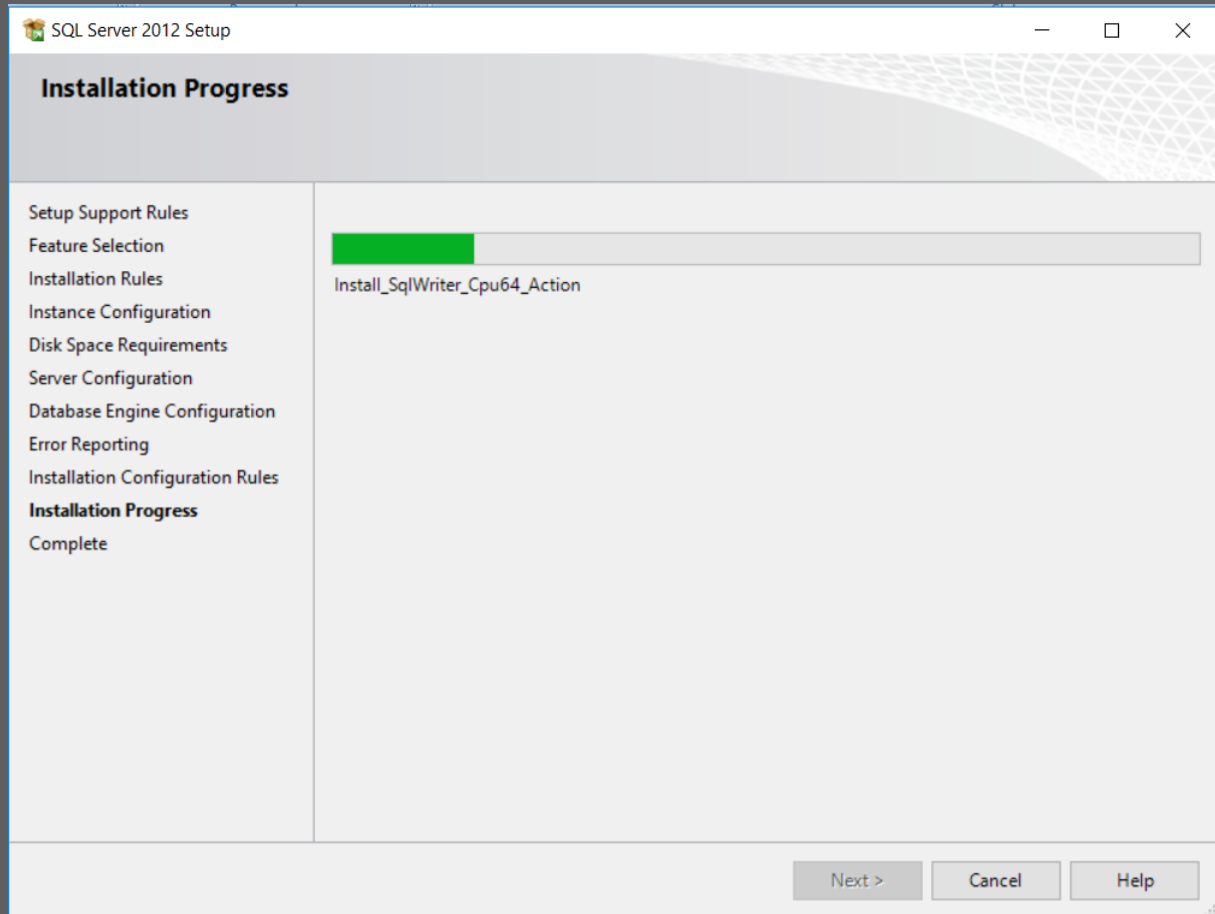 SQL Server 2012 Setup
Installation Progress
Setup Support Rules
Feature Selection
Installation Rules
Instance Configuration
Disk Space Requirements
Server Configuration
Database Engine Configuration
Error Reporting
Installation Configuration Rules
Installation Progress
Complete
Install_SqlWriter_Cpu64_Action
Next >
Cancel
Help